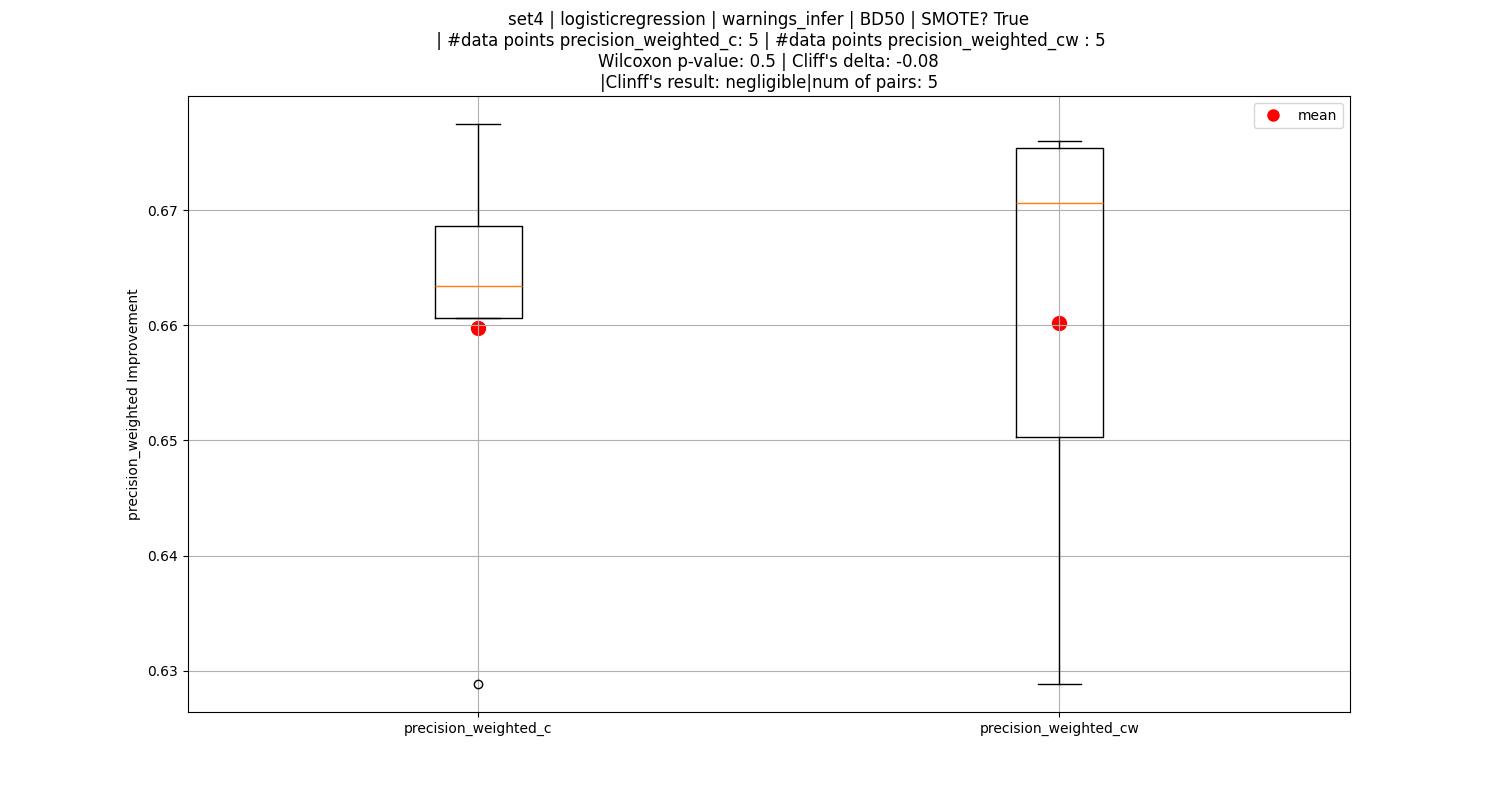 set4 | logisticregression | warnings_infer | BD50 | SMOTE? True
| #data points precision_weighted_c: 5 | #data points precision_weighted_cw : 5
Wilcoxon p-value: 0.5 | Cliff's delta: -0.08
|Clinff's result: negligible|num of pairs: 5
mean
precision_weighted Improvement
0.67
0.66
0.65
0.64
0.63
precision_weighted_c
precision_weighted_cw